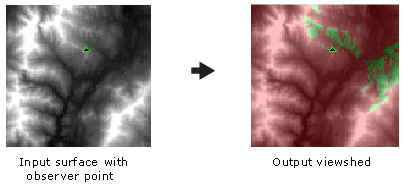 Input surface with
observer point
Output viewshed